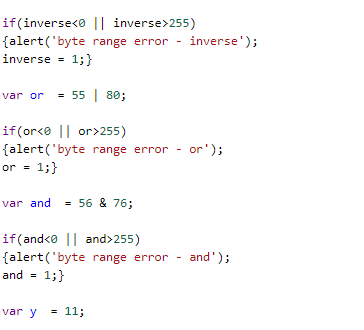 if(inverse<0 || inverse>255)
{alert('byte range error - inverse');
inverse = 1;}
var or  = 55 | 80;
if(or<0 || or>255)
{alert('byte range error - or');
or = 1;}
var and  = 56 & 76;
if(and<0 || and>255)
{alert('byte range error - and');
and = 1;}
var y  = 11;